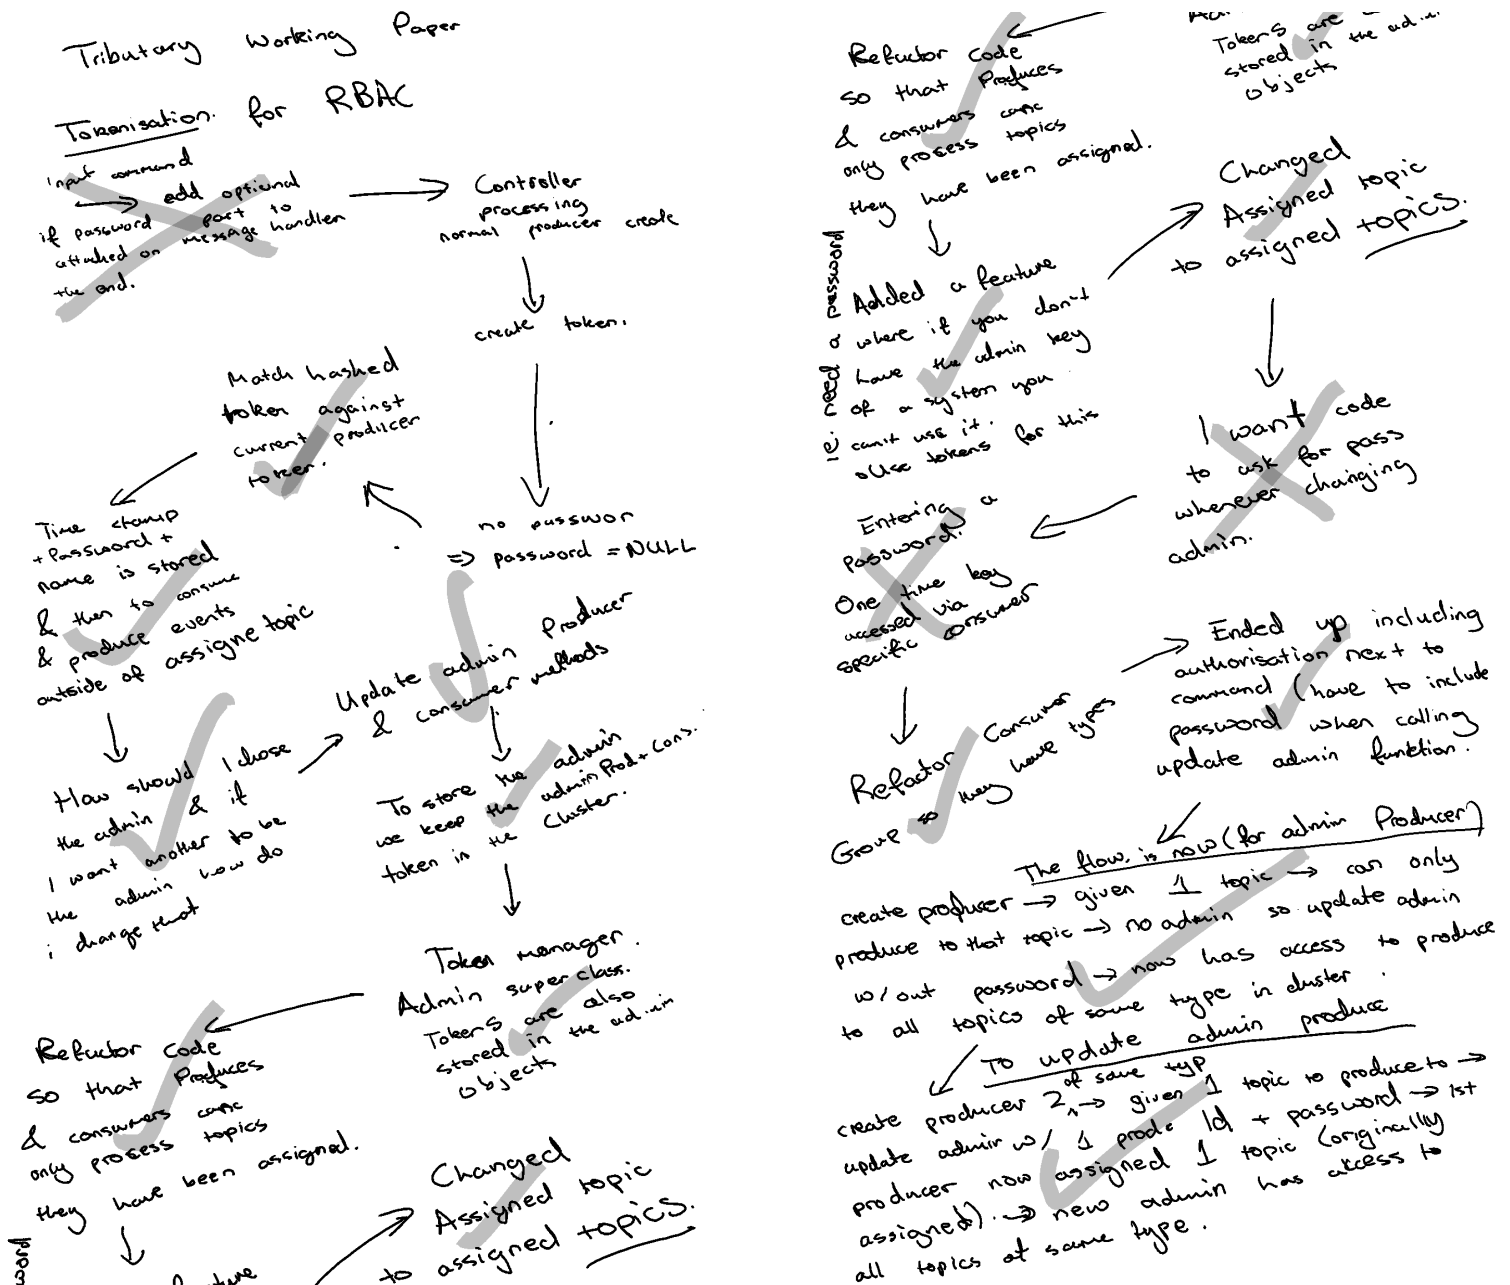 Tributary Working Paper
Tokenisation for RBAC
Input command
add optional
part to
message handler
if password
attached on
the end.
Controller
processing
normal producer create
create token.
no passwor
=> password = NULL
Match hashed
token against
current producer
token.
Time stamp
+ Password +
name is stored
& then to consume
& produce events
outside of assigne topic
How should I chose
the admin & if
I want another to be
the admin how do
i change that
Update admin Producer
& consumer methods
To store the admin
we keep the admin Prod + Cons.
token in the Cluster.
Token manager.
Admin super class.
Tokens are also
stored in the admin
objects
Refactor code
so that Produces
& consumers can
only process topics
they have been assigned.
Changed
Assigned topic
to assigned topics.
feature
word
Tokens are
stored in the admin
objects
Refactor code
so that Produces
& consumers can
only process topics
they have been assigned.
Added a feature
where if you don't
have the admin key
of a system you
can't use it.
Use tokens for this
ie: need a password
Changed
Assigned topic
to assigned topics.
I want code
to ask for pass
whenever changing
admin.
Entering a
password.
One time key
accessed via
specific consumer
Refactor Consumer
Group so they have types
Ended up including
authorisation next to
command (have to include
password when calling
update admin function.
The flow is now (for admin Producer)
create producer → given 1 topic → can only
produce to that topic → no admin so update admin
w/out password → now has access to produce
to all topics of same type in cluster.
To update admin produce
create producer 2 of same typ → given 1 topic to produce to →
update admin w/ 1 prod. Id + password → 1st
producer now assigned 1 topic (originally
assigned). → new admin has access to
all topics of same type.